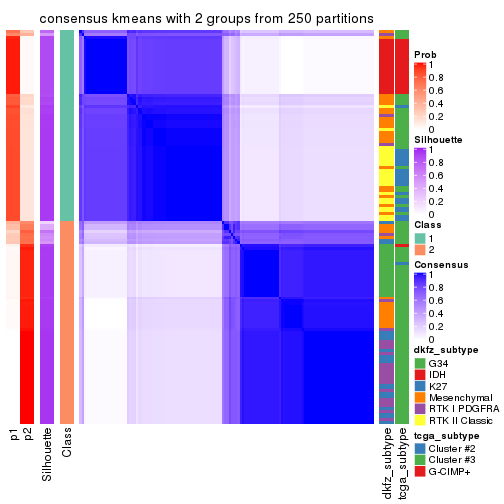 consensus kmeans with 2 groups from 250 partitions
p1
p2
Silhouette
Class
dkfz_subtype
tcga_subtype
Prob
1
0.8
0.6
0.4
0.2
0
Silhouette
1
0.8
0.6
0.4
0.2
0
Class
1
2
Consensus
1
0.8
0.6
0.4
0.2
0
dkfz_subtype
G34
IDH
K27
Mesenchymal
RTK I PDGFRA
RTK II Classic
tcga_subtype
Cluster #2
Cluster #3
G-CIMP+